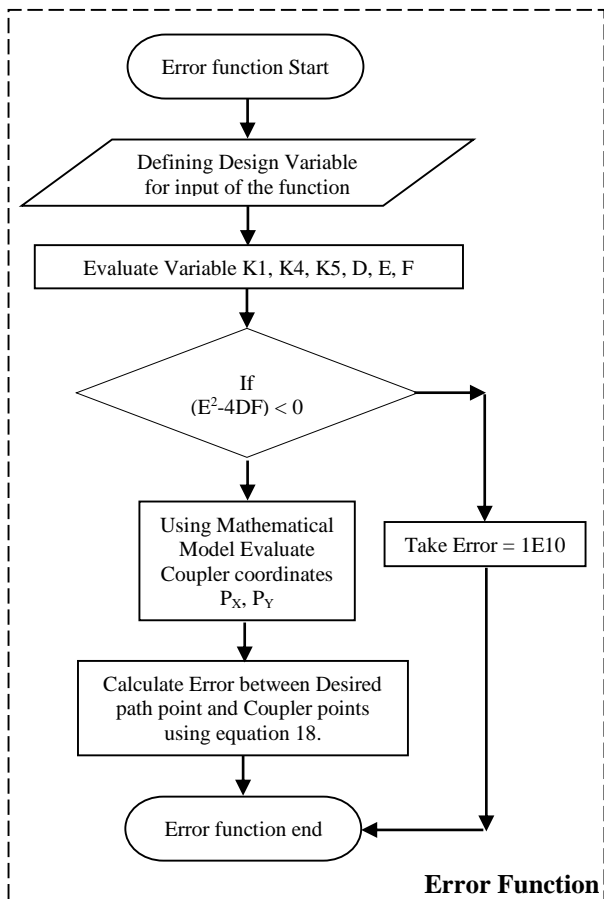 Error function Start
Defining Design Variable
for input of the function
Evaluate Variable K1, K4, K5, D, E, F
If
(E²-4DF) < 0
Using Mathematical
Model Evaluate
Coupler coordinates
Pₓ, Pᵧ
Take Error = 1E10
Calculate Error between Desired
path point and Coupler points
using equation 18.
Error function end
Error Function